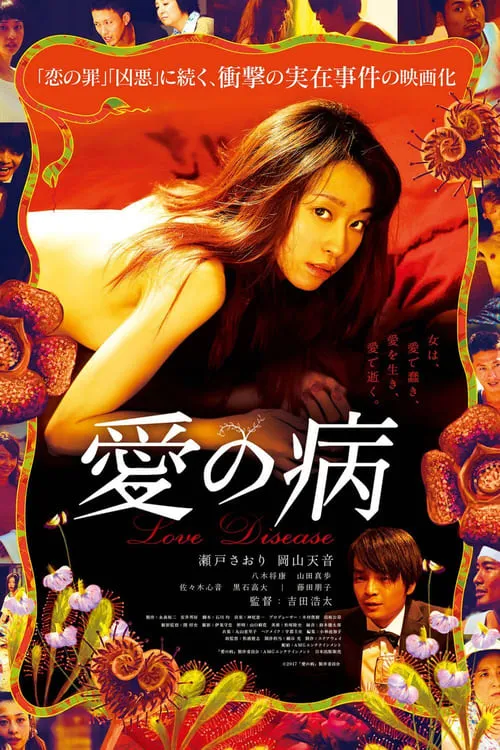 「恋の罪」「凶悪」に続く、衝撃の実在事件の映画化
女は、
愛で蠢き、
愛を生き、
愛で逝く。
愛の病
Love Disease
瀬戸さおり 岡山天音
八木将康 山田真歩
佐々木心音 黒石高大 | 藤田朋子
監督:吉田浩太
©2017「愛の病」製作委員会